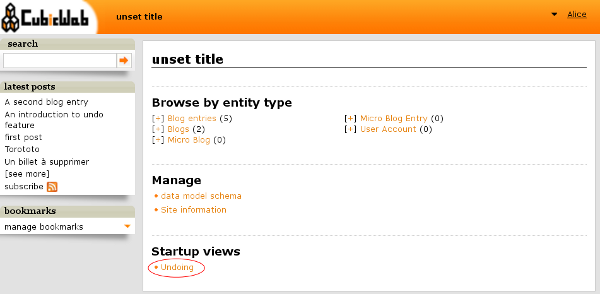 CubicWeb
unset title
Alice
search
latest posts
A second blog entry
An introduction to undo
feature
first post
Torototo
Un billet à supprimer
[see more]
subscribe
bookmarks
manage bookmarks
unset title
Browse by entity type
[+] Blog entries (5)
[+] Blogs (2)
[+] Micro Blog (0)
[+] Micro Blog Entry (0)
[+] User Account (0)
Manage
data model schema
Site information
Startup views
Undoing